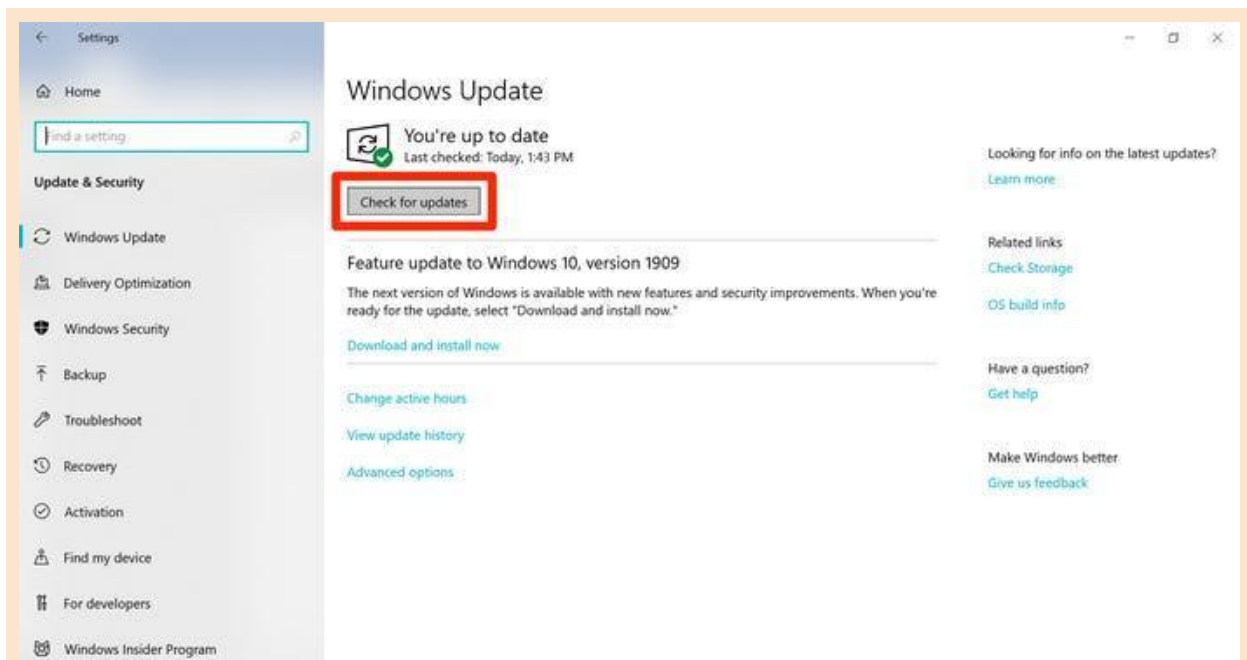 Settings
Home
Find a setting
Update & Security
Windows Update
Delivery Optimization
Windows Security
Backup
Troubleshoot
Recovery
Activation
Find my device
For developers
Windows Insider Program
Windows Update
You're up to date
Last checked: Today, 1:43 PM
Check for updates
Feature update to Windows 10, version 1909
The next version of Windows is available with new features and security improvements. When you're
ready for the update, select "Download and install now."
Download and install now
Change active hours
View update history
Advanced options
Looking for info on the latest updates?
Learn more
Related links
Check Storage
OS build info
Have a question?
Get help
Make Windows better
Give us feedback